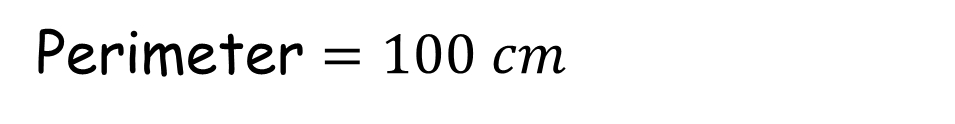 Perimeter = 100 cm